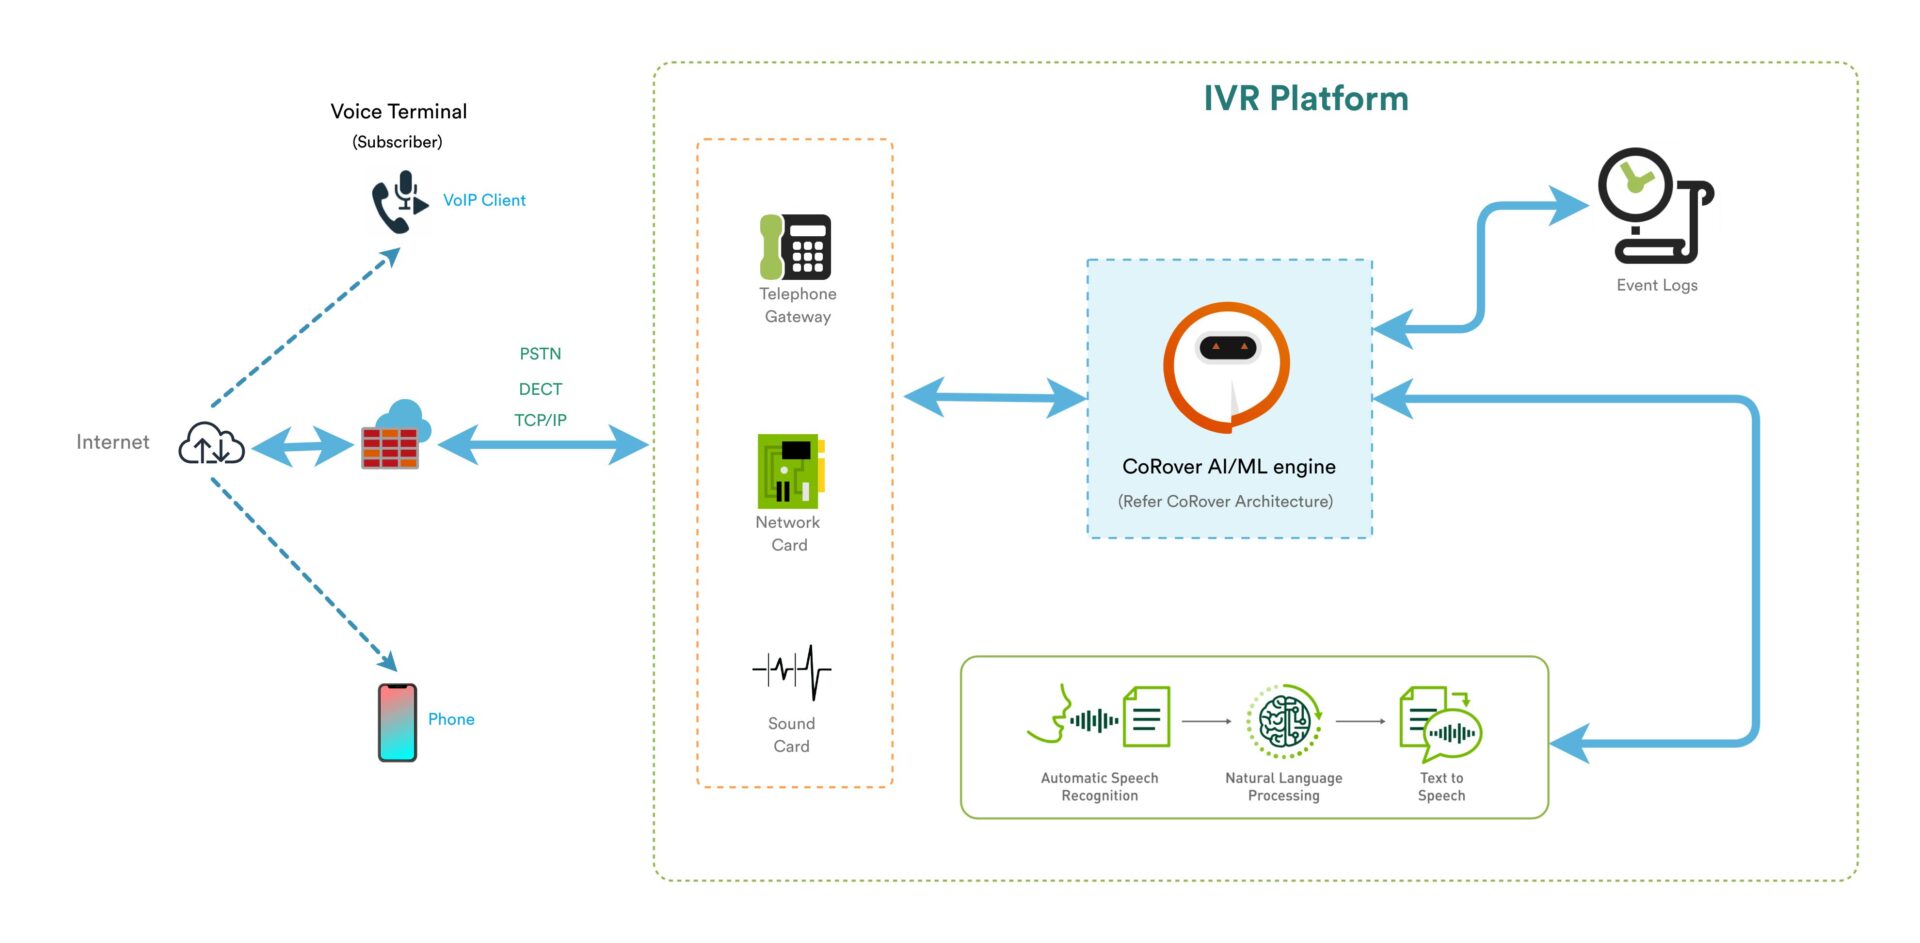 IVR Platform
Voice Terminal
(Subscriber)
VoIP Client
PSTN
DECT
TCP/IP
Internet
Phone
Telephone
Gateway
Network
Card
Sound
Card
CoRover AI/ML engine
(Refer CoRover Architecture)
Event Logs
Automatic Speech
Recognition
Natural Language
Processing
Text to
Speech